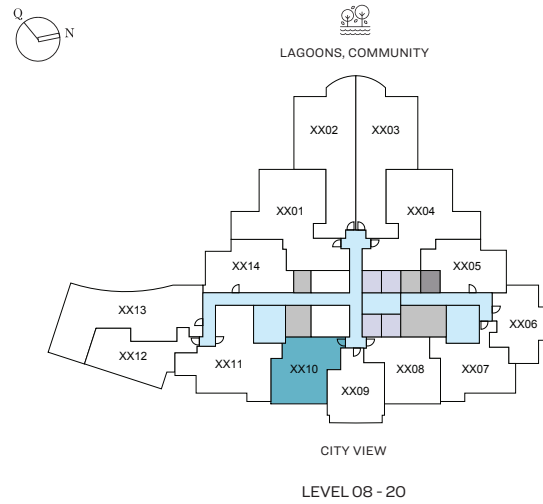 Q
N
LAGOONS, COMMUNITY
XX02
XX03
XX01
XX04
XX14
XX05
XX13
XX06
XX12
XX11
XX10
XX09
XX08
XX07
CITY VIEW
LEVEL 08 - 20